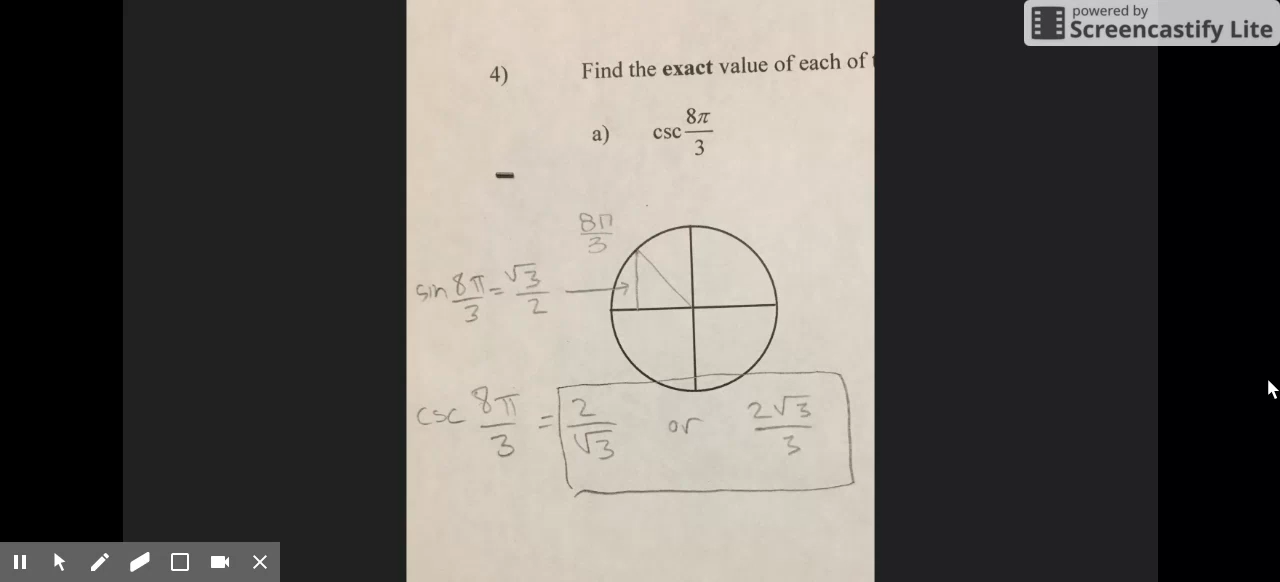 powered by
Screencastify Lite
4) Find the exact value of each of
a) csc 8π/3
8π/3
sin 8π/3 = √3/2
csc 8π/3 = 2/√3 or 2√3/3